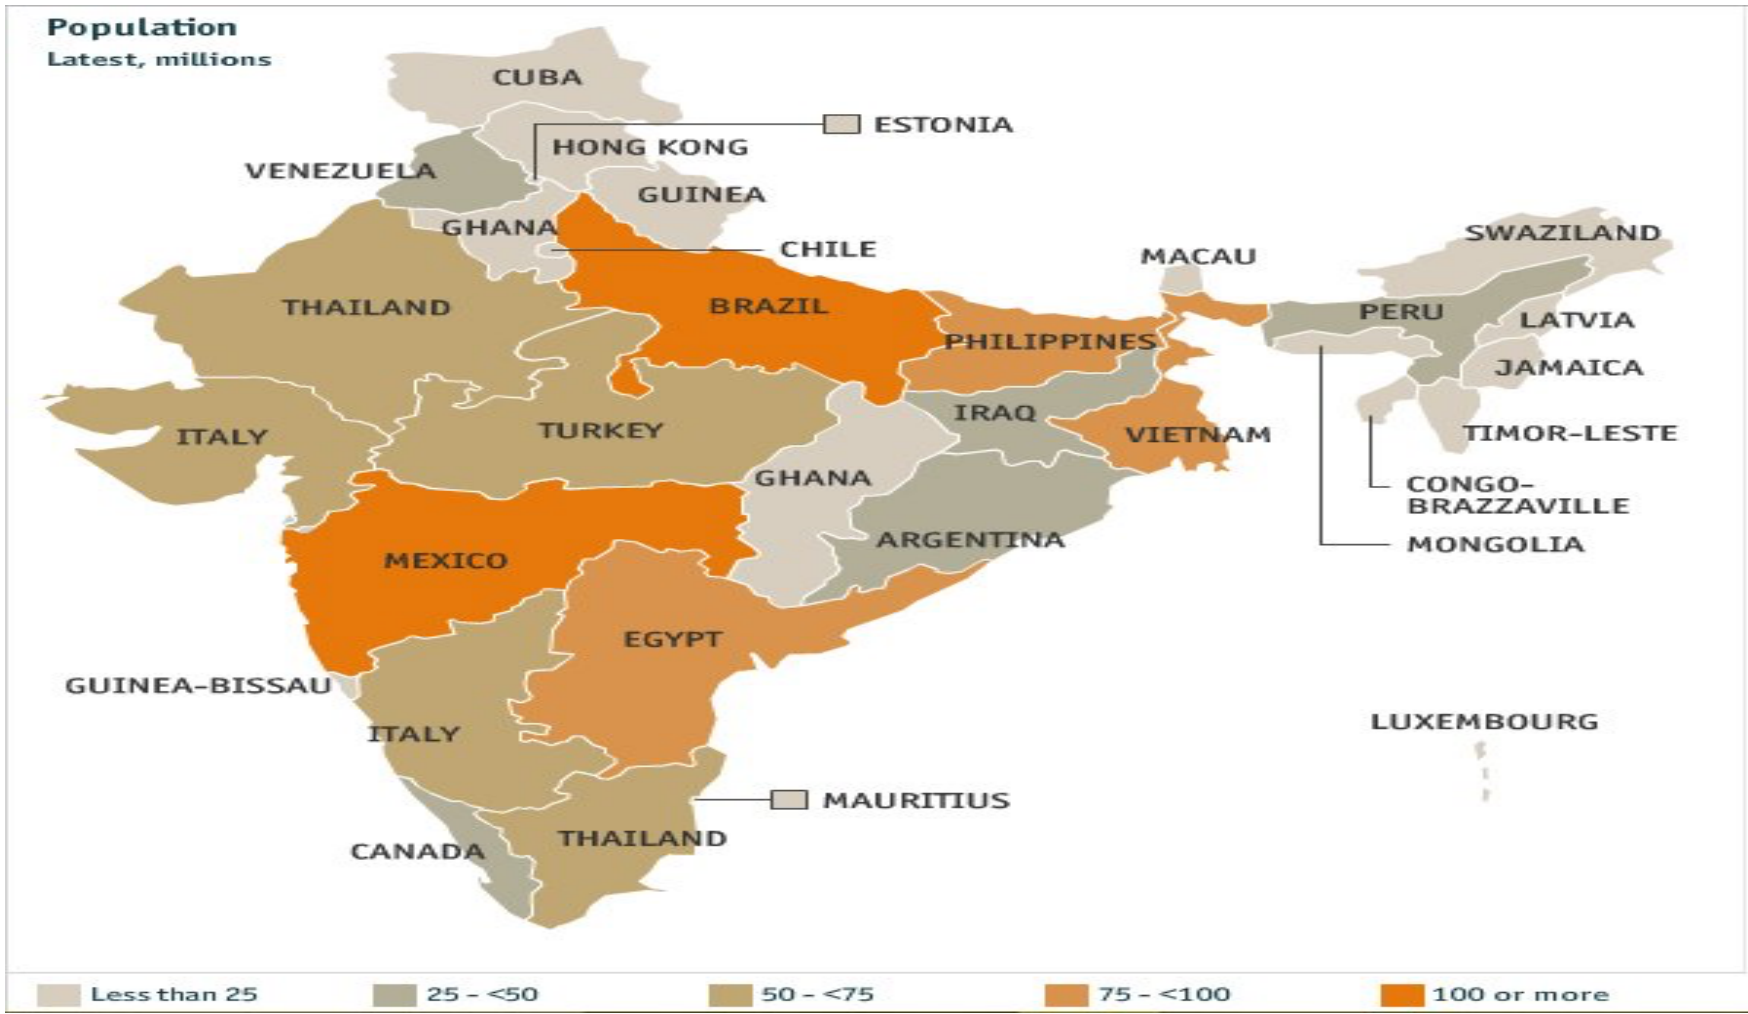 Population
Latest, millions
CUBA
ESTONIA
HONG KONG
VENEZUELA
GUINEA
GHANA
CHILE
SWAZILAND
MACAU
THAILAND
BRAZIL
PERU
LATVIA
PHILIPPINES
JAMAICA
IRAQ
ITALY
TURKEY
VIETNAM
TIMOR-LESTE
GHANA
CONGO-
BRAZZAVILLE
ARGENTINA
MONGOLIA
MEXICO
EGYPT
GUINEA-BISSAU
LUXEMBOURG
ITALY
MAURITIUS
THAILAND
CANADA
Less than 25
25 - <50
50 - <75
75 - <100
100 or more